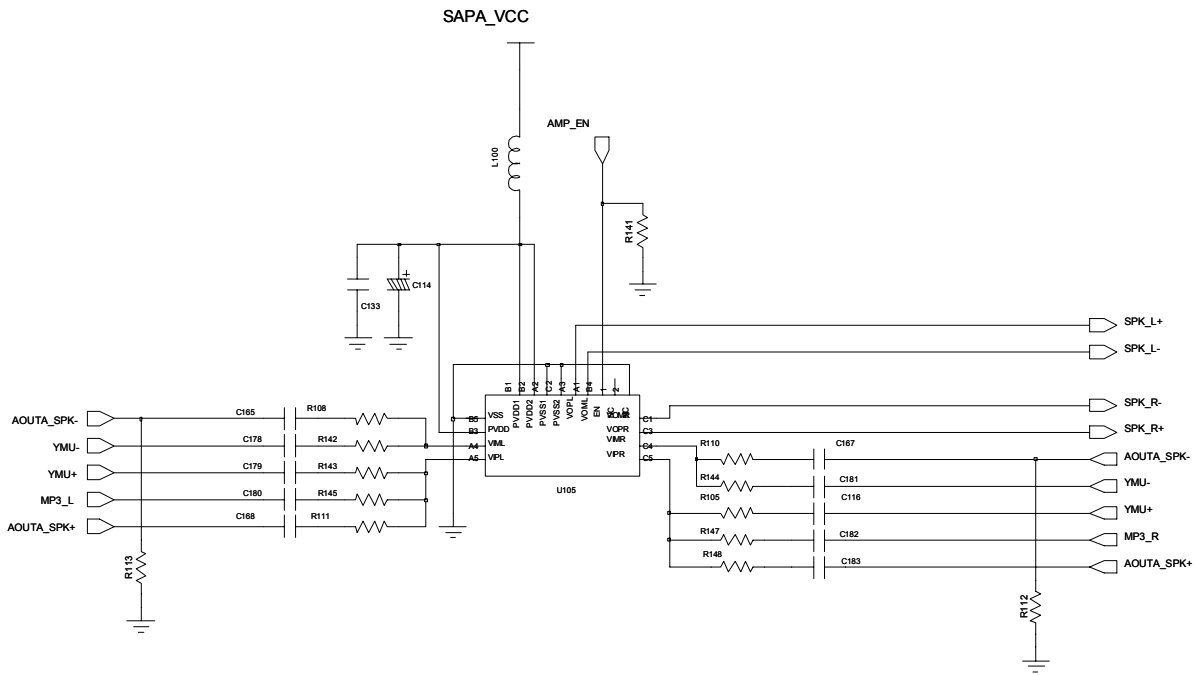 SAPA_VCC
AMP_EN
L100
R141
+
C114
C133
SPK_L+
SPK_L-
SPK_R-
SPK_R+
B1
B2
A2
C2
A3
A1
B4
1
2
PVDD1
PVDD2
PVSS1
PVSS2
VOPL
VOML
EN
B5 VSS
B3 PVDD
A4 VIML
A5 VIPL
VOMR C1
VOPR C3
VIMR C4
VIPR C5
U105
AOUTA_SPK- C165 R108
YMU- C178 R142
YMU+ C179 R143
MP3_L C180 R145
AOUTA_SPK+ C168 R111
R113
R110 C167 AOUTA_SPK-
R144 C181 YMU-
R105 C116 YMU+
R147 C182 MP3_R
R148 C183 AOUTA_SPK+
R112